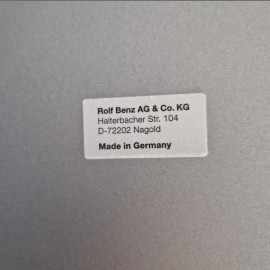 Rolf Benz AG & Co. KG
Haiterbacher Str. 104
D-72202 Nagold
Made in Germany